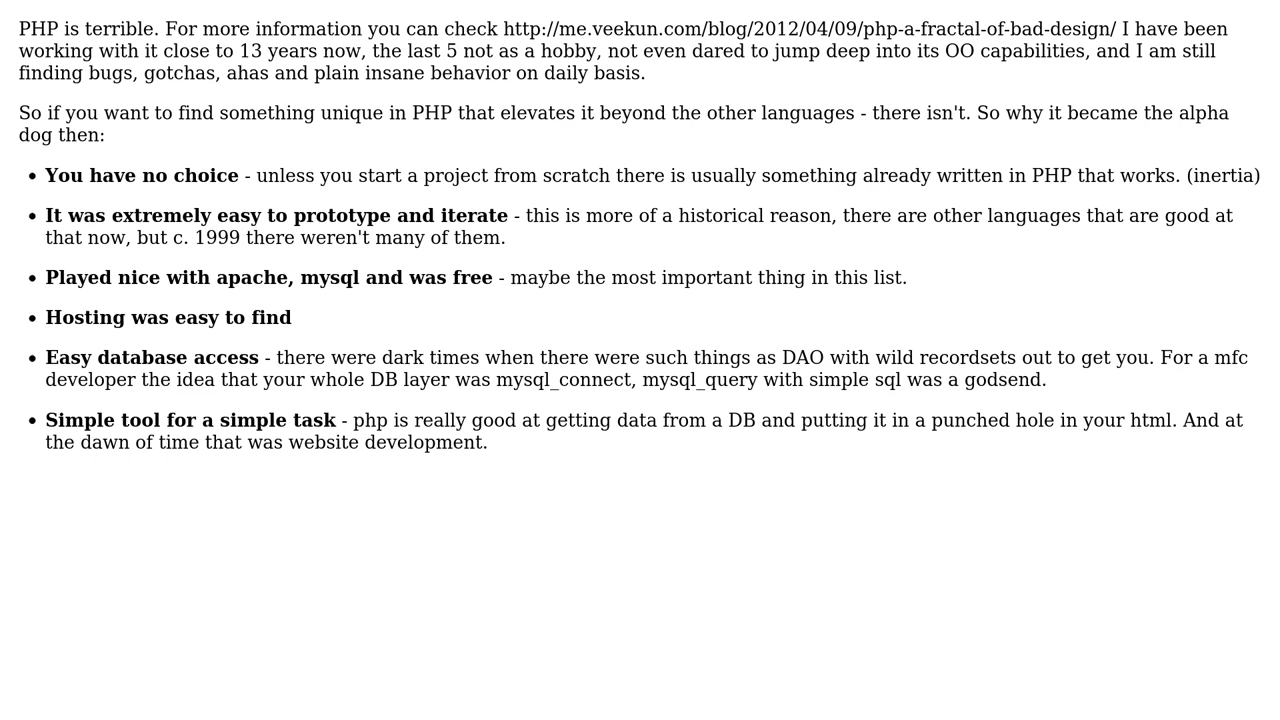 PHP is terrible. For more information you can check http://me.veekun.com/blog/2012/04/09/php-a-fractal-of-bad-design/ I have been
working with it close to 13 years now, the last 5 not as a hobby, not even dared to jump deep into its OO capabilities, and I am still
finding bugs, gotchas, ahas and plain insane behavior on daily basis.
So if you want to find something unique in PHP that elevates it beyond the other languages - there isn't. So why it became the alpha
dog then:
• You have no choice - unless you start a project from scratch there is usually something already written in PHP that works. (inertia)
• It was extremely easy to prototype and iterate - this is more of a historical reason, there are other languages that are good at
that now, but c. 1999 there weren't many of them.
• Played nice with apache, mysql and was free - maybe the most important thing in this list.
• Hosting was easy to find
• Easy database access - there were dark times when there were such things as DAO with wild recordsets out to get you. For a mfc
developer the idea that your whole DB layer was mysql_connect, mysql_query with simple sql was a godsend.
• Simple tool for a simple task - php is really good at getting data from a DB and putting it in a punched hole in your html. And at
the dawn of time that was website development.